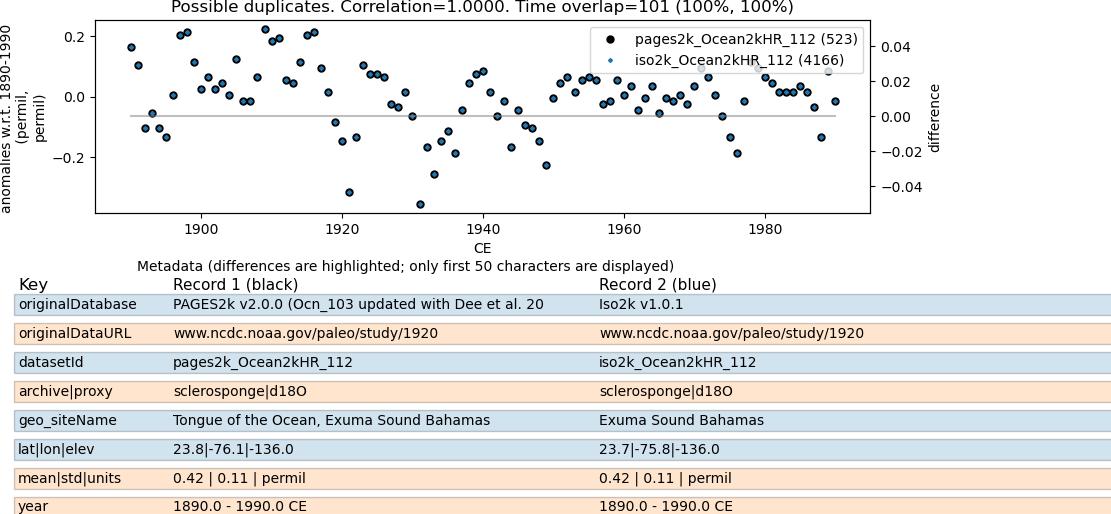 Possible duplicates. Correlation=1.0000. Time overlap=101 (100%, 100%)
anomalies w.r.t. 1890-1990
(permil,
permil)
0.2
0.0
−0.2
pages2k_Ocean2kHR_112 (523)
iso2k_Ocean2kHR_112 (4166)
0.04
0.02
0.00
−0.02
−0.04
difference
1900
1920
1940
1960
1980
CE
Metadata (differences are highlighted; only first 50 characters are displayed)
Key Record 1 (black) Record 2 (blue)
originalDatabase PAGES2k v2.0.0 (Ocn_103 updated with Dee et al. 20 Iso2k v1.0.1
originalDataURL www.ncdc.noaa.gov/paleo/study/1920 www.ncdc.noaa.gov/paleo/study/1920
datasetId pages2k_Ocean2kHR_112 iso2k_Ocean2kHR_112
archive|proxy sclerosponge|d18O sclerosponge|d18O
geo_siteName Tongue of the Ocean, Exuma Sound Bahamas Exuma Sound Bahamas
lat|lon|elev 23.8|-76.1|-136.0 23.7|-75.8|-136.0
mean|std|units 0.42 | 0.11 | permil 0.42 | 0.11 | permil
year 1890.0 - 1990.0 CE 1890.0 - 1990.0 CE